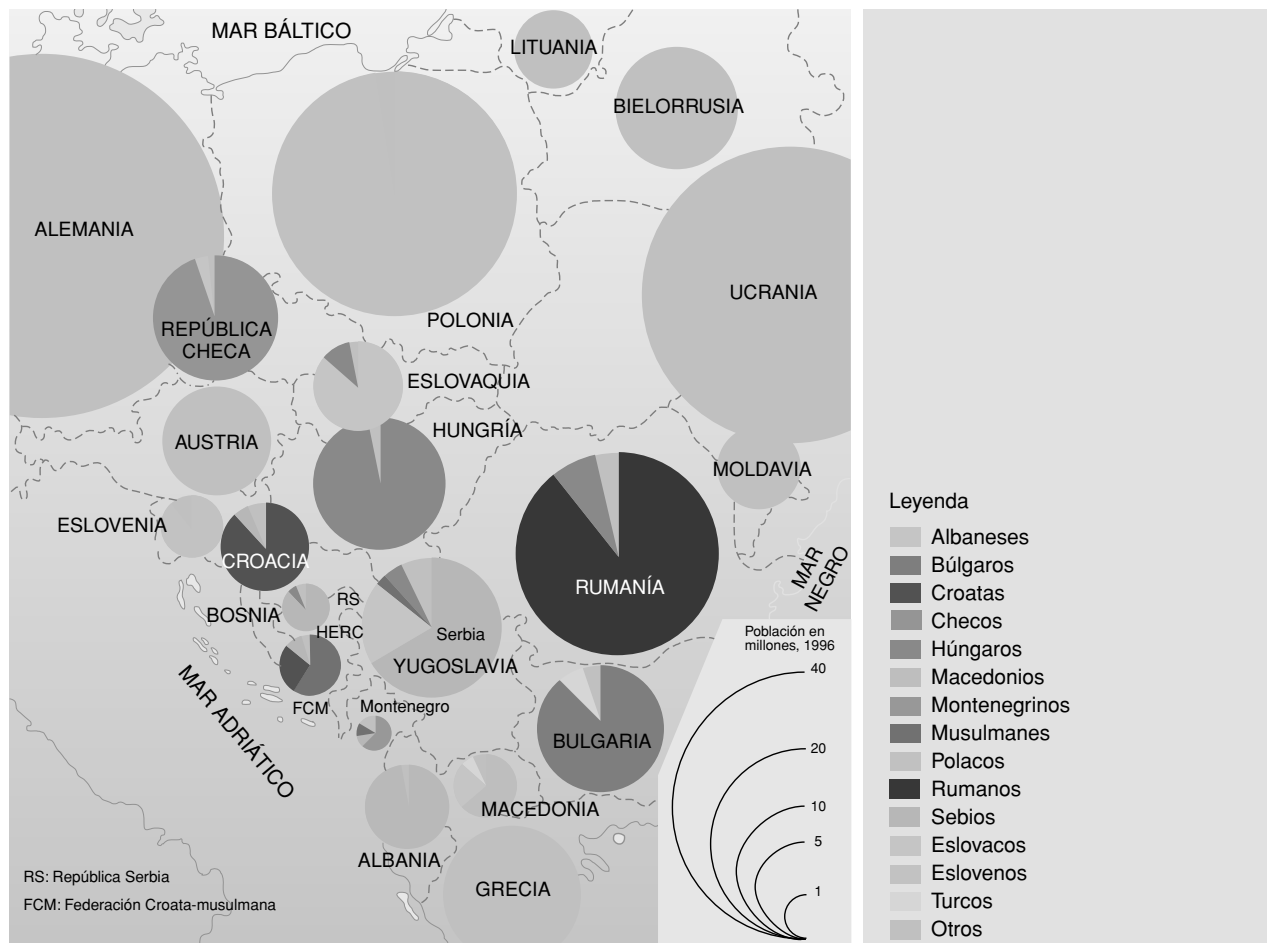 MAR BÁLTICO
LITUANIA
BIELORRUSIA
ALEMANIA
UCRANIA
POLONIA
REPÚBLICA
CHECA
ESLOVAQUIA
HUNGRÍA
AUSTRIA
MOLDAVIA
ESLOVENIA
CROACIA
MAR
NEGRO
RUMANÍA
BOSNIA
RS
HERC
Serbia
YUGOSLAVIA
FCM
Montenegro
BULGARIA
MAR ADRIÁTICO
MACEDONIA
ALBANIA
GRECIA
RS: República Serbia
FCM: Federación Croata-musulmana
Población en
millones, 1996
40
20
10
5
1
Leyenda
Albaneses
Búlgaros
Croatas
Checos
Húngaros
Macedonios
Montenegrinos
Musulmanes
Polacos
Rumanos
Sebios
Eslovacos
Eslovenos
Turcos
Otros